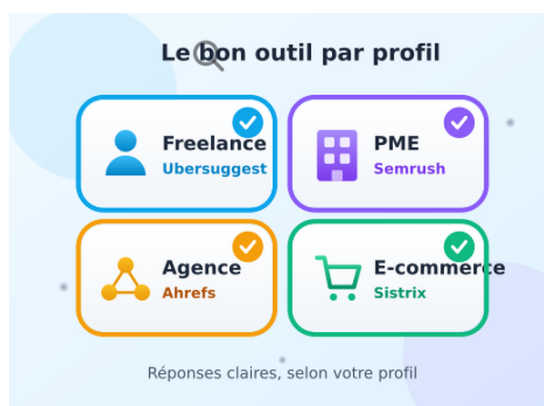 Le bon outil par profil
Freelance
Ubersuggest
PME
Semrush
Agence
Ahrefs
E-commerce
Sistrix
Réponses claires, selon votre profil